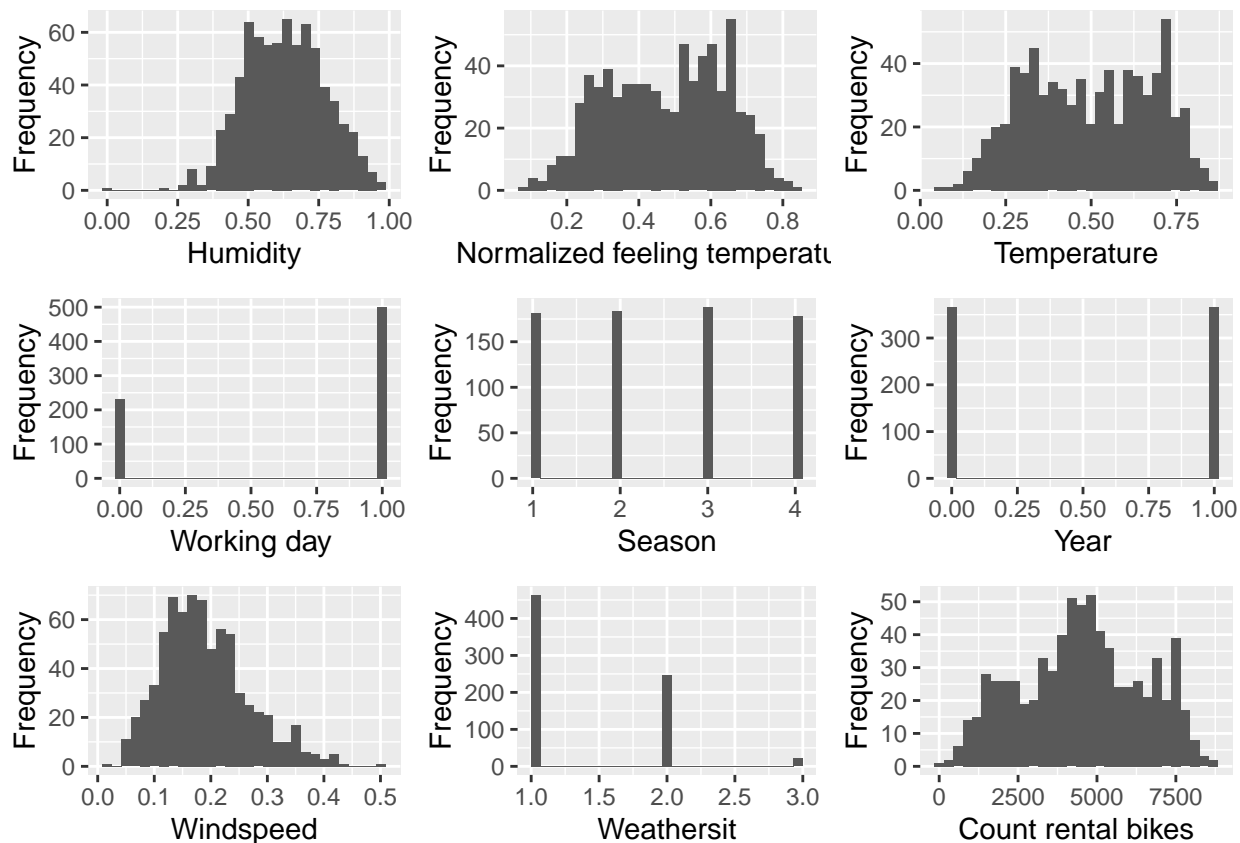 Frequency
60
40
20
0
0.00 0.25 0.50 0.75 1.00
Humidity
Frequency
40
20
0
0.2 0.4 0.6 0.8
Normalized feeling temperatu
Frequency
40
20
0
0.00 0.25 0.50 0.75
Temperature
Frequency
500
400
300
200
100
0
0.00 0.25 0.50 0.75 1.00
Working day
Frequency
150
100
50
0
1 2 3 4
Season
Frequency
300
200
100
0
0.00 0.25 0.50 0.75 1.00
Year
Frequency
60
40
20
0
0.0 0.1 0.2 0.3 0.4 0.5
Windspeed
Frequency
400
300
200
100
0
1.0 1.5 2.0 2.5 3.0
Weathersit
Frequency
50
40
30
20
10
0
0 2500 5000 7500
Count rental bikes